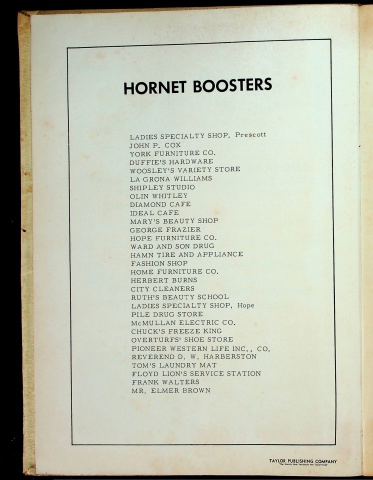 HORNET BOOSTERS
LADIES SPECIALTY SHOP, Prescott
JOHN P. COX
YORK FURNITURE CO.
DUFFIE'S HARDWARE
WOOSLEY'S VARIETY STORE
LA GRONA WILLIAMS
SHIPLEY STUDIO
OLIN WHITLEY
DIAMOND CAFE
IDEAL CAFE
MARY'S BEAUTY SHOP
GEORGE FRAZIER
HOPE FURNITURE CO.
WARD AND SON DRUG
HAMN TIRE AND APPLIANCE
FASHION SHOP
HOME FURNITURE CO.
HERBERT BURNS
CITY CLEANERS
RUTH'S BEAUTY SCHOOL
LADIES SPECIALTY SHOP, Hope
PILE DRUG STORE
McMULLAN ELECTRIC CO.
CHUCK'S FREEZE KING
OVERTURFS' SHOE STORE
PIONEER WESTERN LIFE INC., CO,
REVEREND D. W. HARBERSTON
TOM'S LAUNDRY MAT
FLOYD LION'S SERVICE STATION
FRANK WALTERS
MR. ELMER BROWN
TAYLOR PUBLISHING COMPANY